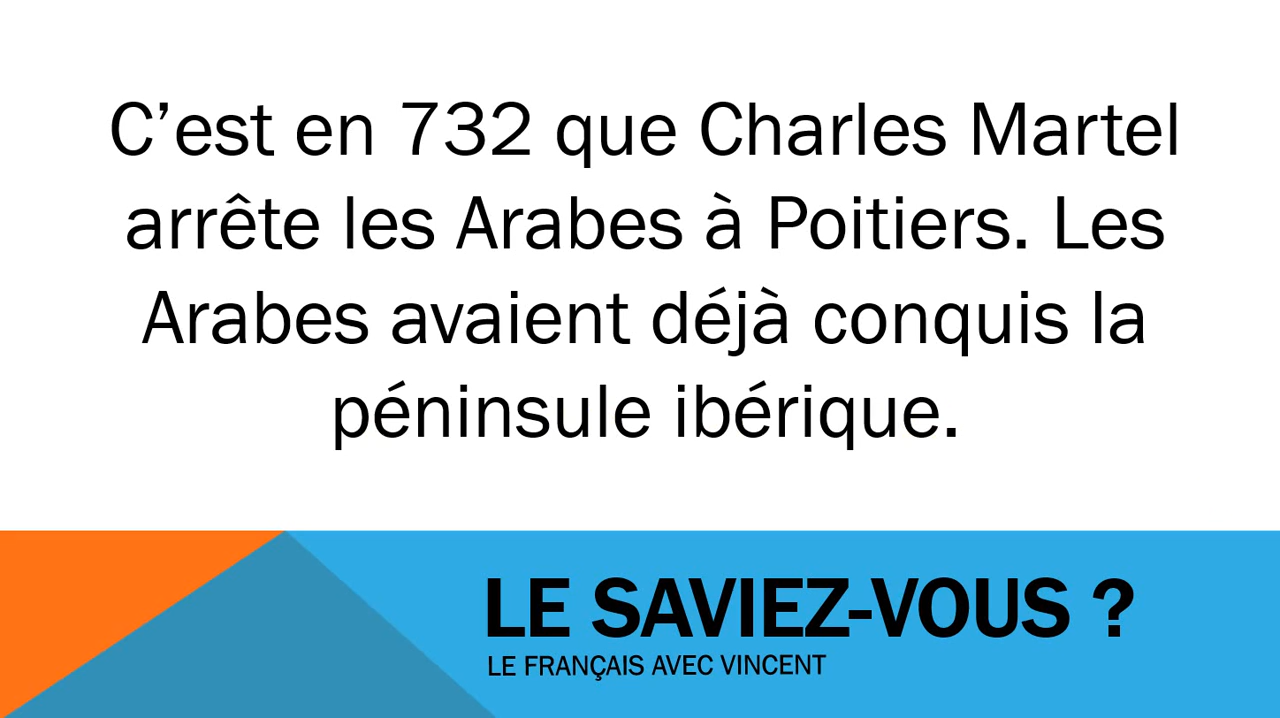 C’est en 732 que Charles Martel
arrête les Arabes à Poitiers. Les
Arabes avaient déjà conquis la
péninsule ibérique.
LE SAVIEZ-VOUS ?
LE FRANÇAIS AVEC VINCENT